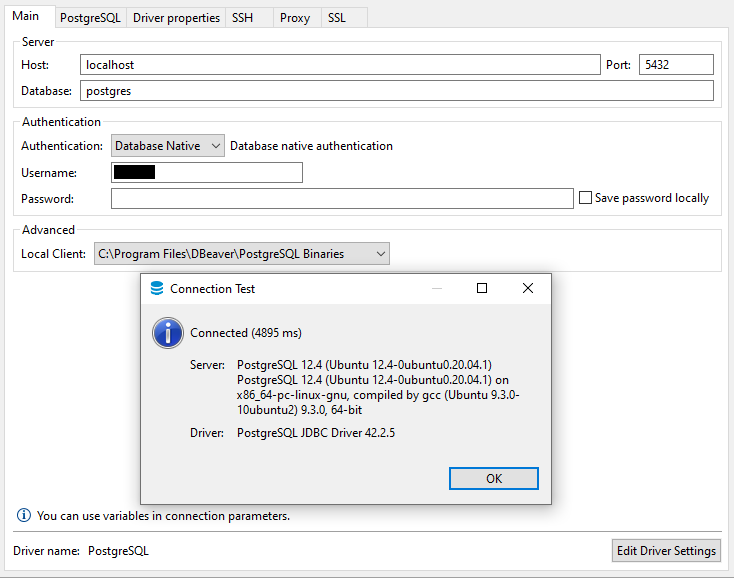 Main PostgreSQL Driver properties SSH Proxy SSL
Server
Host: localhost Port: 5432
Database: postgres
Authentication
Authentication: Database Native Database native authentication
Username:
Password: Save password locally
Advanced
Local Client: C:\Program Files\DBeaver\PostgreSQL Binaries
Connection Test
Connected (4895 ms)
Server: PostgreSQL 12.4 (Ubuntu 12.4-0ubuntu0.20.04.1)
PostgreSQL 12.4 (Ubuntu 12.4-0ubuntu0.20.04.1) on
x86_64-pc-linux-gnu, compiled by gcc (Ubuntu 9.3.0-
10ubuntu2) 9.3.0, 64-bit
Driver: PostgreSQL JDBC Driver 42.2.5
OK
You can use variables in connection parameters.
Driver name: PostgreSQL Edit Driver Settings